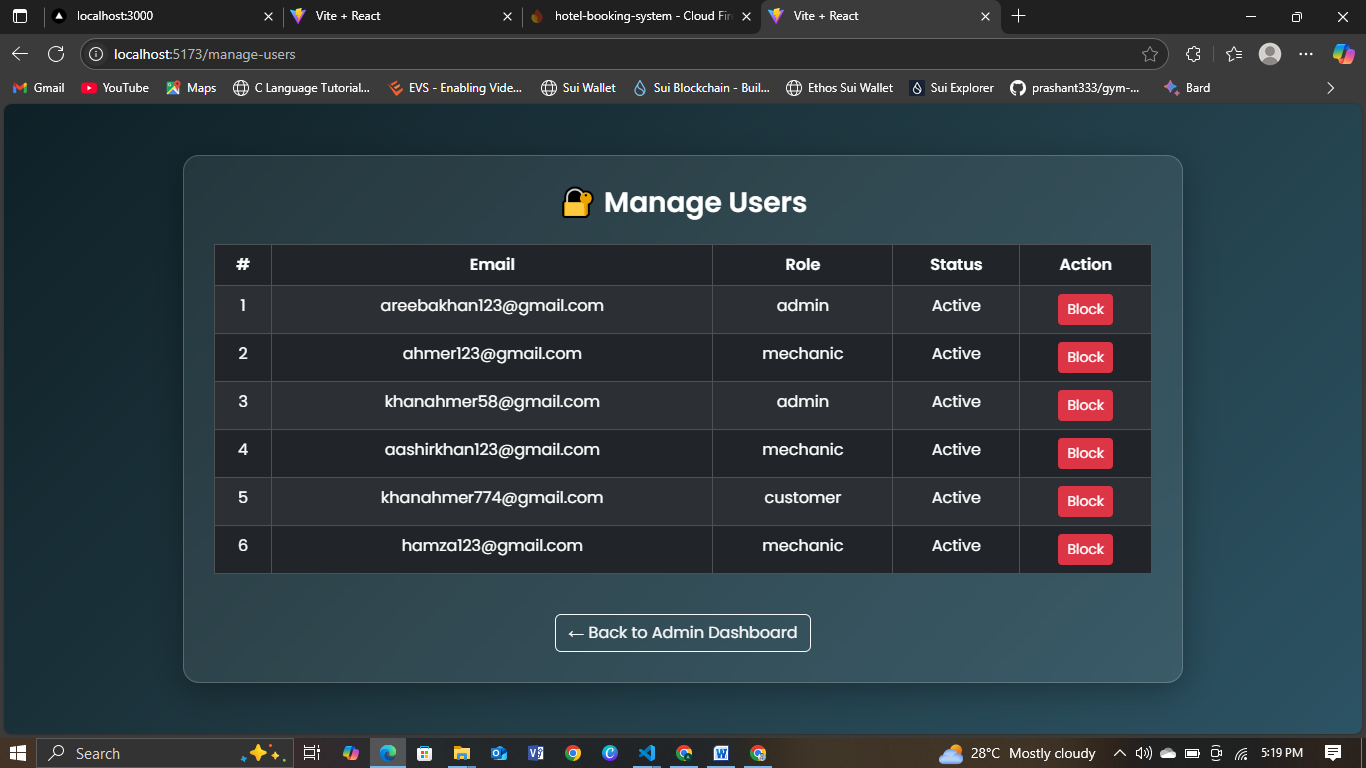 localhost:3000
Vite + React
hotel-booking-system - Cloud Fir
Vite + React
localhost:5173/manage-users
Gmail
YouTube
Maps
C Language Tutorial...
EVS - Enabling Vide...
Sui Wallet
Sui Blockchain - Buil...
Ethos Sui Wallet
Sui Explorer
prashant333/gym-...
Bard
Manage Users
# Email Role Status Action
1 areebakhan123@gmail.com admin Active Block
2 ahmer123@gmail.com mechanic Active Block
3 khanahmer58@gmail.com admin Active Block
4 aashirkhan123@gmail.com mechanic Active Block
5 khanahmer774@gmail.com customer Active Block
6 hamza123@gmail.com mechanic Active Block
← Back to Admin Dashboard
Search
28°C Mostly cloudy
5:19 PM